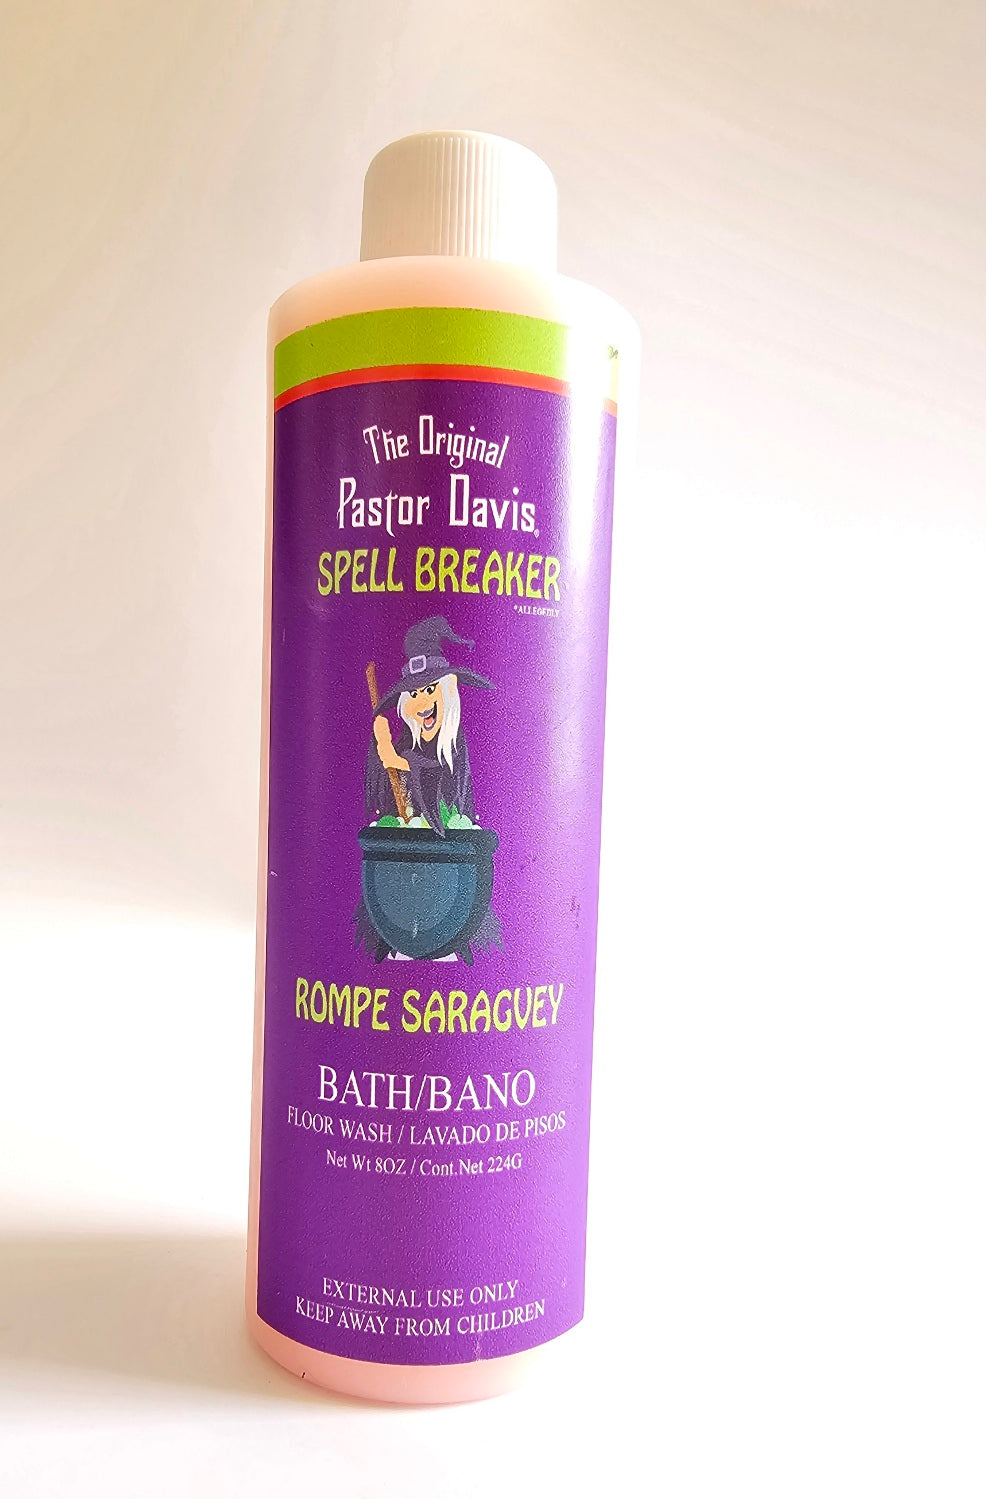 The Original
Pastor Davis®
SPELL BREAKER
*ALLEGEDLY
ROMPE SARAGUEY
BATH/BANO
FLOOR WASH / LAVADO DE PISOS
Net Wt 8OZ / Cont.Net 224G
EXTERNAL USE ONLY
KEEP AWAY FROM CHILDREN